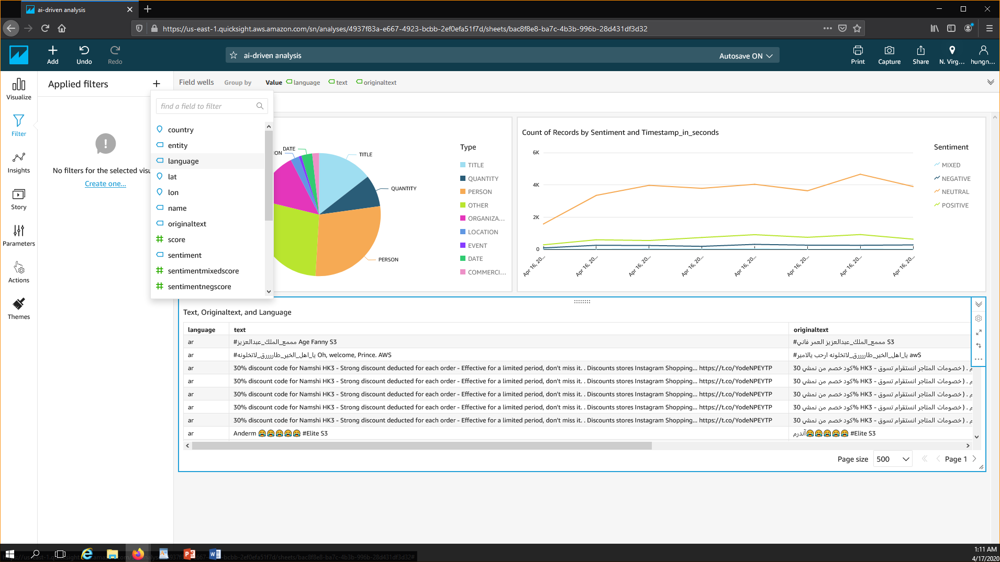 ai-driven analysis
https://us-east-1.quicksight.aws.amazon.com/sn/analyses/4937f83a-e667-4923-bcbb-2ef0efa51f7d/sheets/bac8f8e8-ba7c-4b3b-996b-28d431df3d32
Add
Undo
Redo
ai-driven analysis
Autosave ON
Print
Capture
Share
N. Virg...
hungn...
Visualize
Filter
Insights
Story
Parameters
Actions
Themes
Applied filters
No filters for the selected visu
Create one...
find a field to filter
country
entity
language
lat
lon
name
originaltext
score
sentiment
sentimentmixedscore
sentimentnegscore
Field wells Group by Value language text originaltext
ON
DATE
TITLE
QUANTITY
PERSON
Type
TITLE
QUANTITY
PERSON
OTHER
ORGANIZA...
LOCATION
EVENT
DATE
COMMERCI...
Count of Records by Sentiment and Timestamp_in_seconds
6K
4K
2K
0
Apr 16, 20...
Apr 16, 20...
Apr 16, 20...
Apr 16, 20...
Apr 16, 20...
Apr 16, 20...
Apr 16, 20...
Apr 16, 20...
Sentiment
MIXED
NEGATIVE
NEUTRAL
POSITIVE
Text, Originaltext, and Language
language text originaltext
ar #مممع_الملك_عبدالعزيز Age Fanny S3 #مممع_الملك_عبدالعزيز العمر فاني S3
ar #يا_اهل_الخير_طاررررق_لاتخلونه Oh, welcome, Prince. AWS #يا_اهل_الخير_طاررررق_لاتخلونه ارحب يالامير awS
ar 30% discount code for Namshi HK3 - Strong discount deducted for each order - Effective for a limited period, don't miss it. . Discounts stores Instagram Shopping... https://t.co/YodeNPEYTP 30 %كود خصم من نمشي HK3 - م . ( خصومات المتاجر انستقرام تسوق
ar 30% discount code for Namshi HK3 - Strong discount deducted for each order - Effective for a limited period, don't miss it. . Discounts stores Instagram Shopping... https://t.co/YodeNPEYTP 30 %كود خصم من نمشي HK3 - م . ( خصومات المتاجر انستقرام تسوق
ar 30% discount code for Namshi HK3 - Strong discount deducted for each order - Effective for a limited period, don't miss it. . Discounts stores Instagram Shopping... https://t.co/YodeNPEYTP 30 %كود خصم من نمشي HK3 - م . ( خصومات المتاجر انستقرام تسوق
ar 30% discount code for Namshi HK3 - Strong discount deducted for each order - Effective for a limited period, don't miss it. . Discounts stores Instagram Shopping... https://t.co/YodeNPEYTP 30 %كود خصم من نمشي HK3 - م . ( خصومات المتاجر انستقرام تسوق
ar 30% discount code for Namshi HK3 - Strong discount deducted for each order - Effective for a limited period, don't miss it. . Discounts stores Instagram Shopping... https://t.co/YodeNPEYTP 30 %كود خصم من نمشي HK3 - م . ( خصومات المتاجر انستقرام تسوق
ar Anderm 😭😭😭😭😭 #Elite S3 آندرم😭😭😭😭😭 #Elite S3
Page size 500 Page 1
1:11 AM
4/17/2020